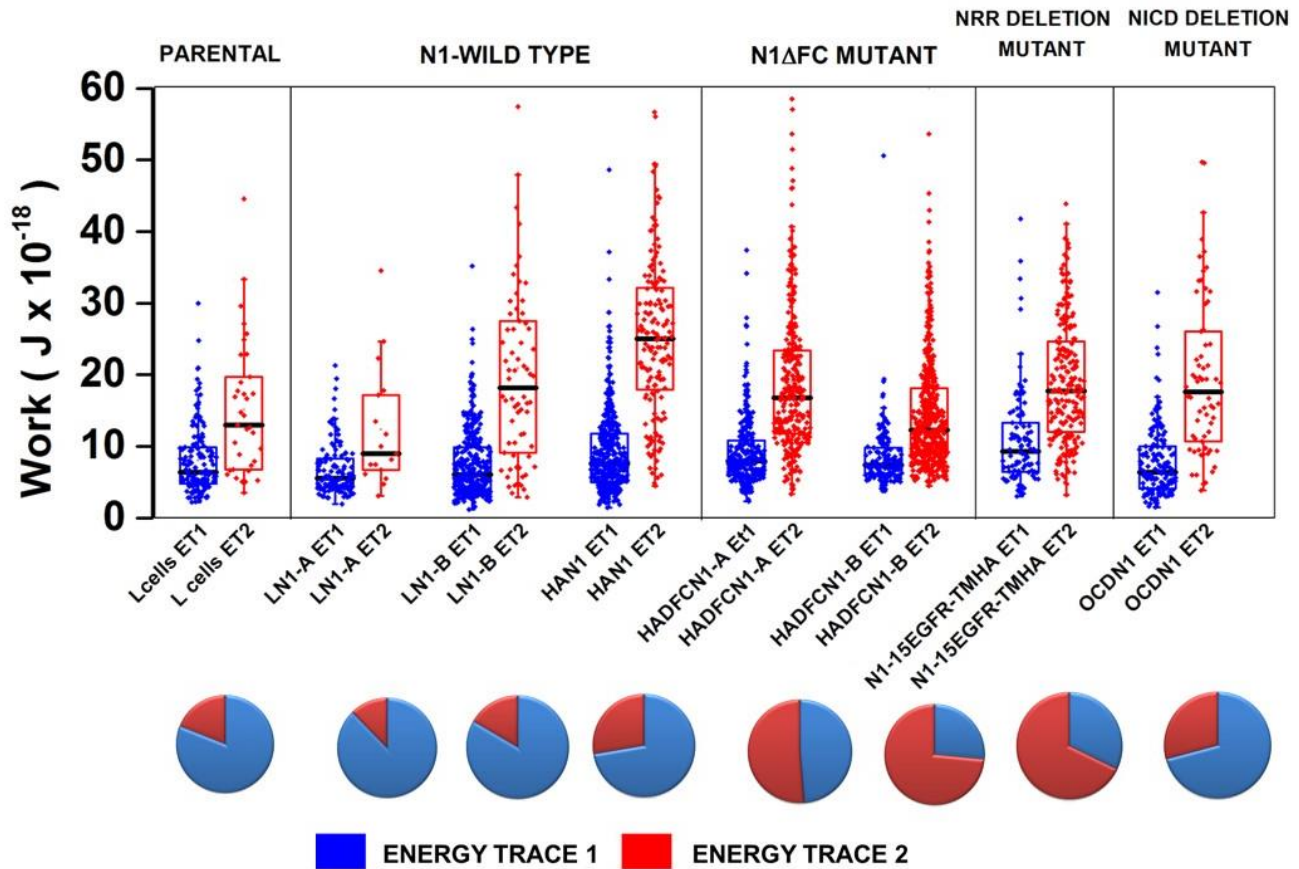 PARENTAL
N1-WILD TYPE
N1ΔFC MUTANT
NRR DELETION
MUTANT
NICD DELETION
MUTANT
Work ( J x 10-18 )
60
50
40
30
20
10
0
Lcells ET1
L cells ET2
LN1-A ET1
LN1-A ET2
LN1-B ET1
LN1-B ET2
HAN1 ET1
HAN1 ET2
HADFCN1-A Et1
HADFCN1-A ET2
HADFCN1-B ET1
HADFCN1-B ET2
N1-15EGFR-TMHA ET1
N1-15EGFR-TMHA ET2
OCDN1 ET1
OCDN1 ET2
ENERGY TRACE 1
ENERGY TRACE 2